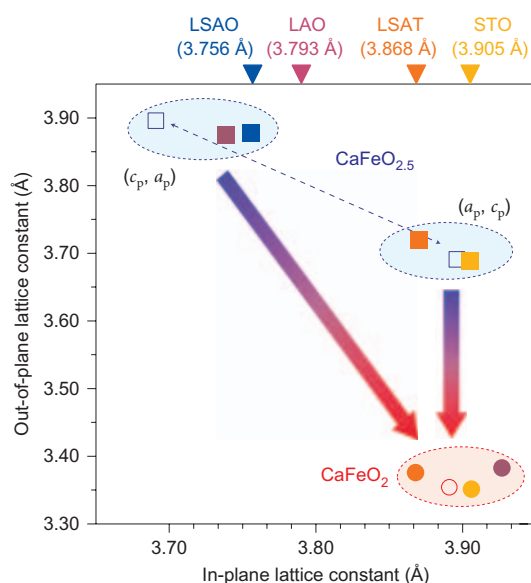 LSAO LAO LSAT STO
(3.756 Å) (3.793 Å) (3.868 Å) (3.905 Å)
3.90
3.80
3.70
3.60
3.50
3.40
3.30
Out-of-plane lattice constant (Å)
CaFeO2.5
(cp, ap)
(ap, cp)
CaFeO2
3.70 3.80 3.90
In-plane lattice constant (Å)